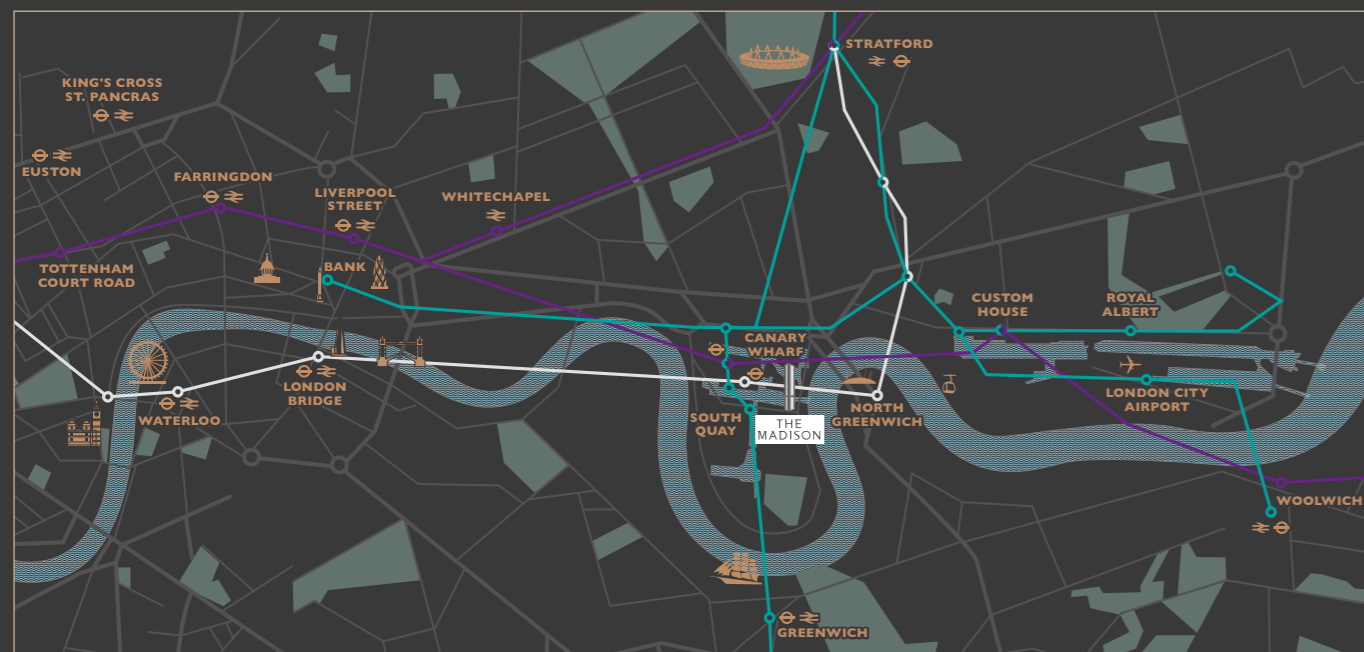 STRATFORD
KING'S CROSS
ST. PANCRAS
EUSTON
FARRINGDON
LIVERPOOL
STREET
WHITECHAPEL
TOTTENHAM
COURT ROAD
BANK
CUSTOM
HOUSE
ROYAL
ALBERT
CANARY
WHARF
LONDON
BRIDGE
WATERLOO
SOUTH
QUAY
THE
MADISON
NORTH
GREENWICH
LONDON CITY
AIRPORT
WOOLWICH
GREENWICH